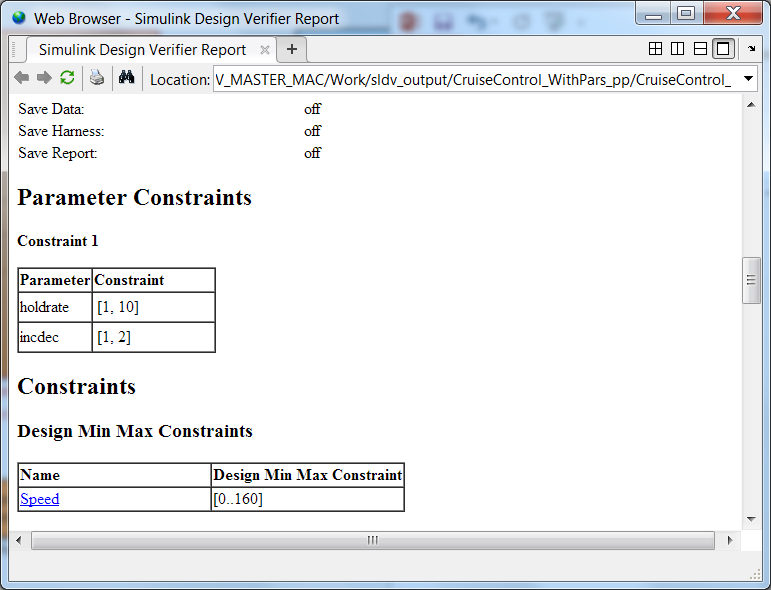 Web Browser - Simulink Design Verifier Report
Simulink Design Verifier Report
Location: V_MASTER_MAC/Work/sldv_output/CruiseControl_WithPars_pp/CruiseControl_
Save Data: off
Save Harness: off
Save Report: off
Parameter Constraints
Constraint 1
Parameter Constraint
holdrate [1, 10]
incdec [1, 2]
Constraints
Design Min Max Constraints
Name Design Min Max Constraint
Speed [0..160]